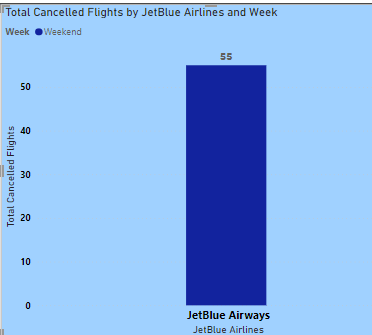 Total Cancelled Flights by JetBlue Airlines and Week
Week Weekend
55
50
40
30
20
10
0
Total Cancelled Flights
JetBlue Airways
JetBlue Airlines